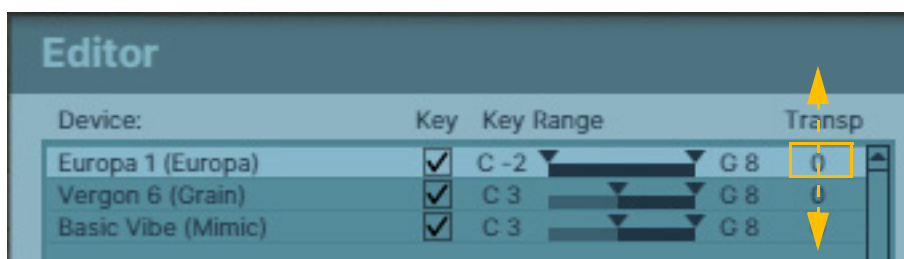 Editor
Device: Key Key Range Transp
Europa 1 (Europa) C -2 G 8 0
Vergon 6 (Grain) C 3 G 8 0
Basic Vibe (Mimic) C 3 G 8